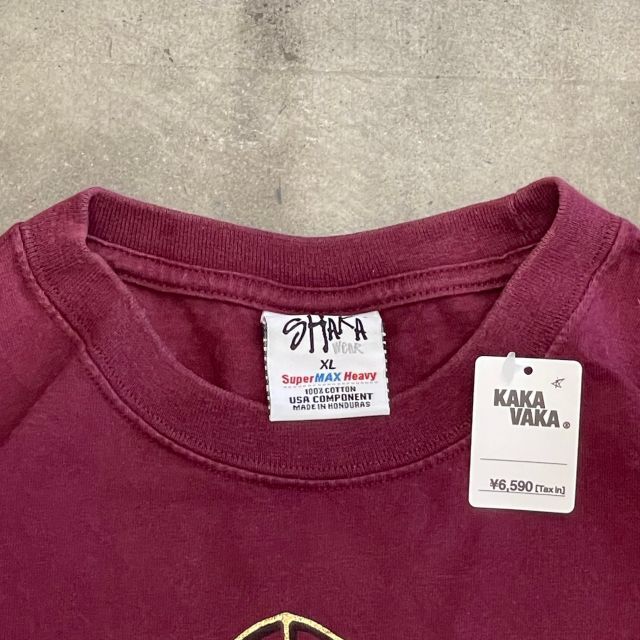 SHAKA
wear
XL
SuperMAX Heavy
100% COTTON
USA COMPONENT
MADE IN HONDURAS
KAKA
VAKA®
¥6,590 [Tax in]